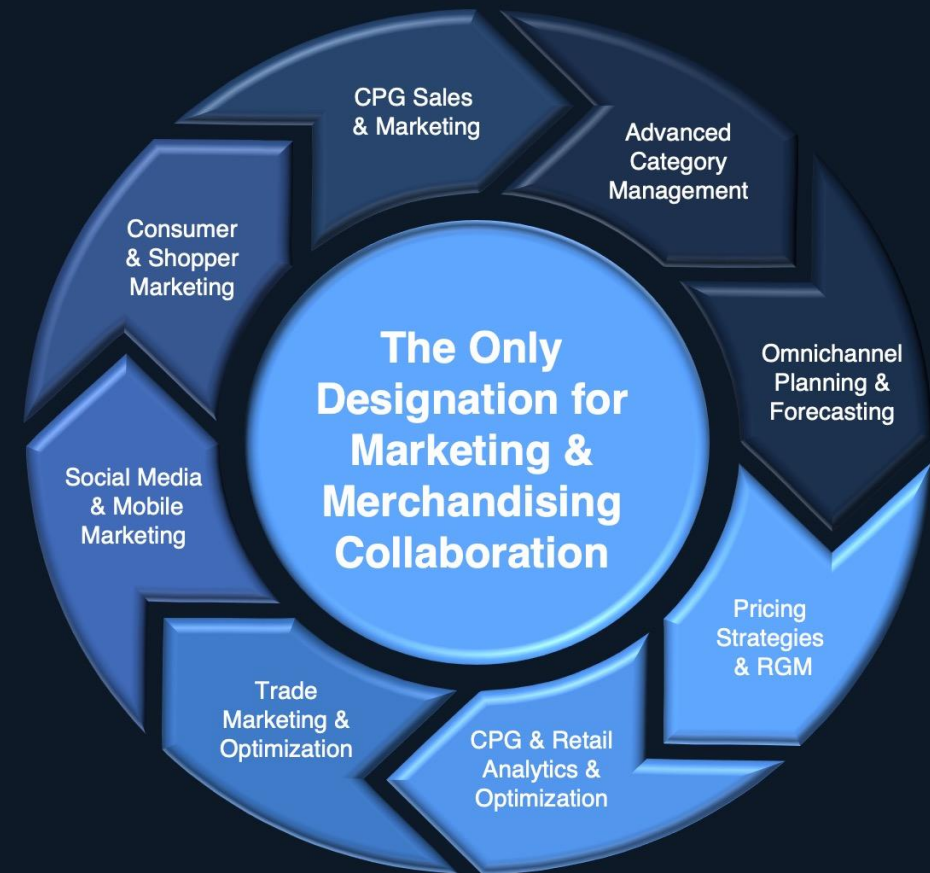 CPG Sales
& Marketing
Advanced
Category
Management
Omnichannel
Planning &
Forecasting
Pricing
Strategies
& RGM
CPG & Retail
Analytics &
Optimization
Trade
Marketing &
Optimization
Social Media
& Mobile
Marketing
Consumer
& Shopper
Marketing
The Only
Designation for
Marketing &
Merchandising
Collaboration